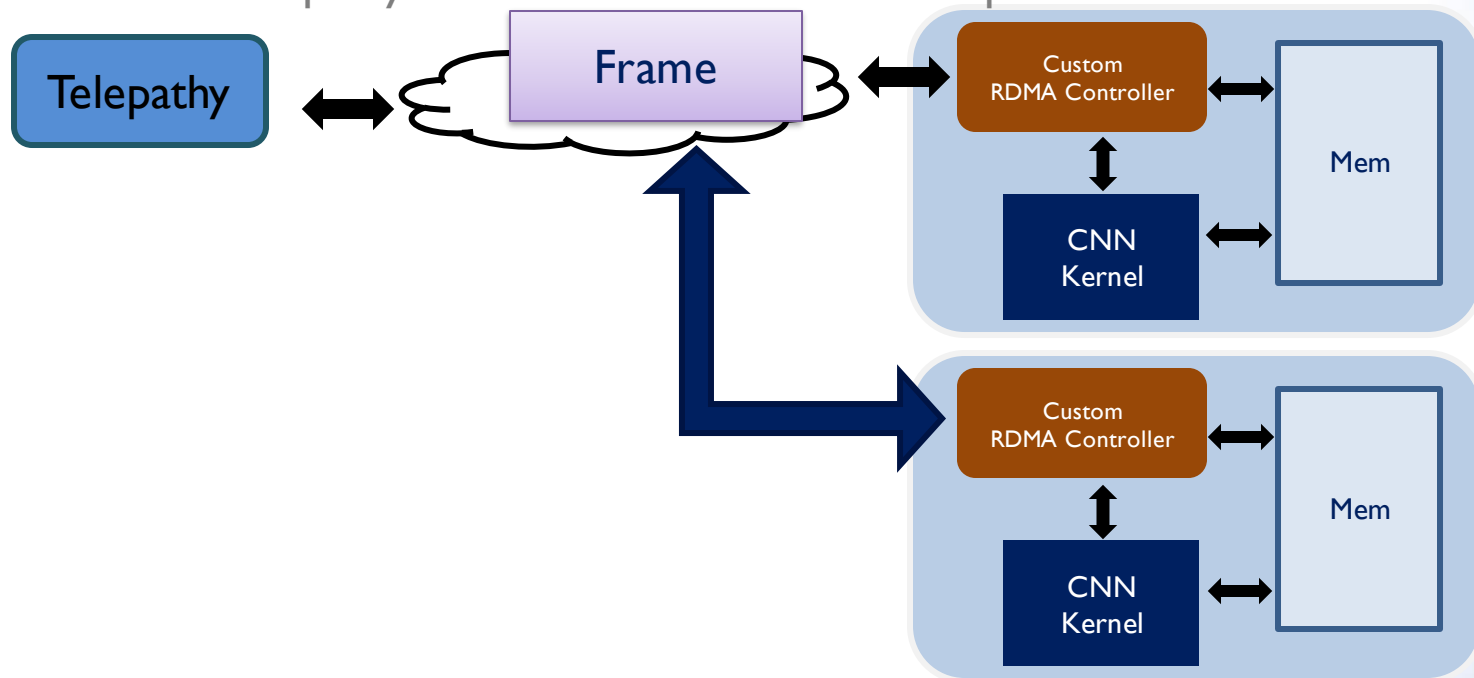 Telepathy
Frame
Custom
RDMA Controller
Mem
CNN
Kernel
Custom
RDMA Controller
Mem
CNN
Kernel